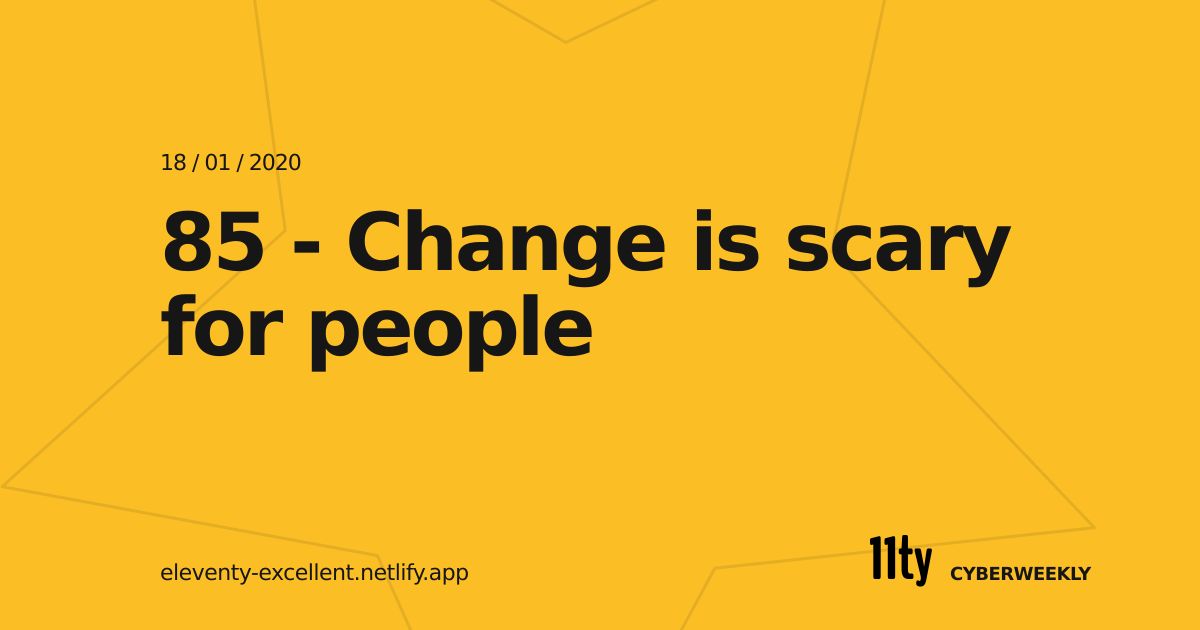 18 / 01 / 2020
85 - Change is scary
for people
eleventy-excellent.netlify.app
11ty CYBERWEEKLY